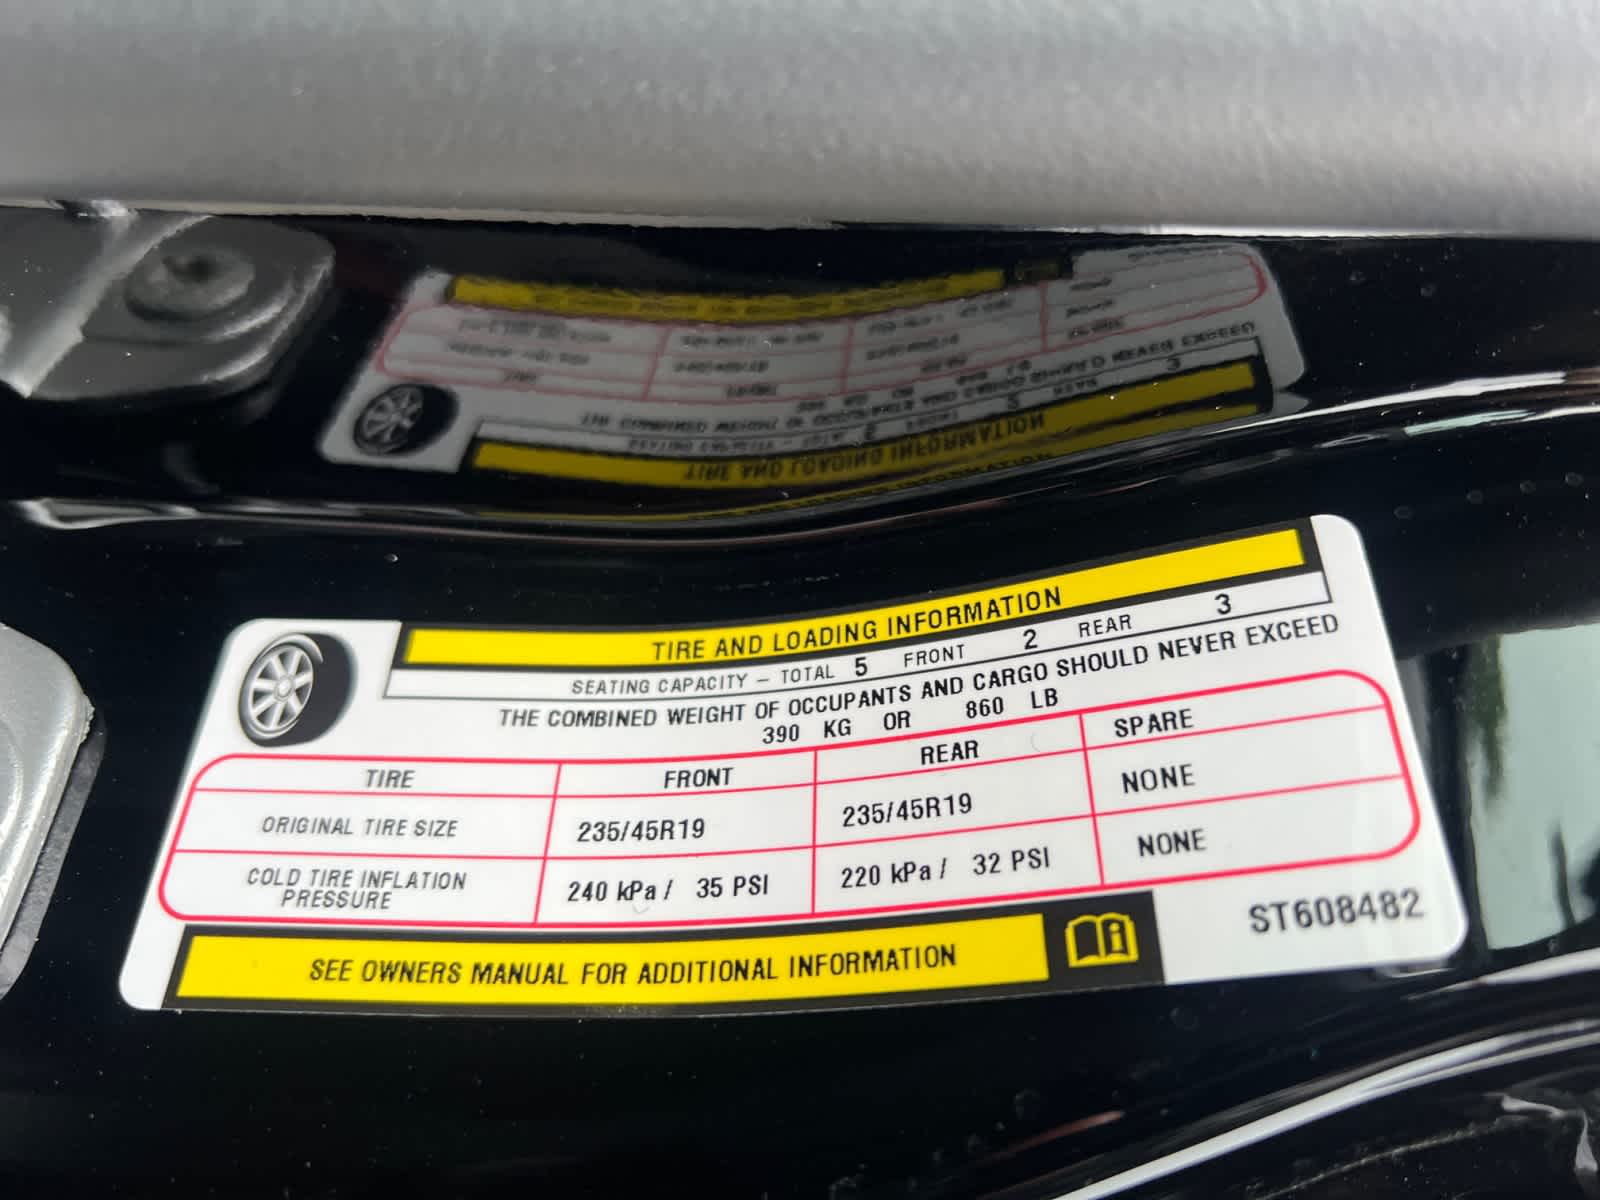 TIRE AND LOADING INFORMATION
SEATING CAPACITY – TOTAL 5 FRONT 2 REAR 3
THE COMBINED WEIGHT OF OCCUPANTS AND CARGO SHOULD NEVER EXCEED
390 KG OR 860 LB
TIRE FRONT REAR SPARE
ORIGINAL TIRE SIZE 235/45R19 235/45R19 NONE
COLD TIRE INFLATION
PRESSURE 240 kPa / 35 PSI 220 kPa / 32 PSI NONE
SEE OWNERS MANUAL FOR ADDITIONAL INFORMATION
ST608482